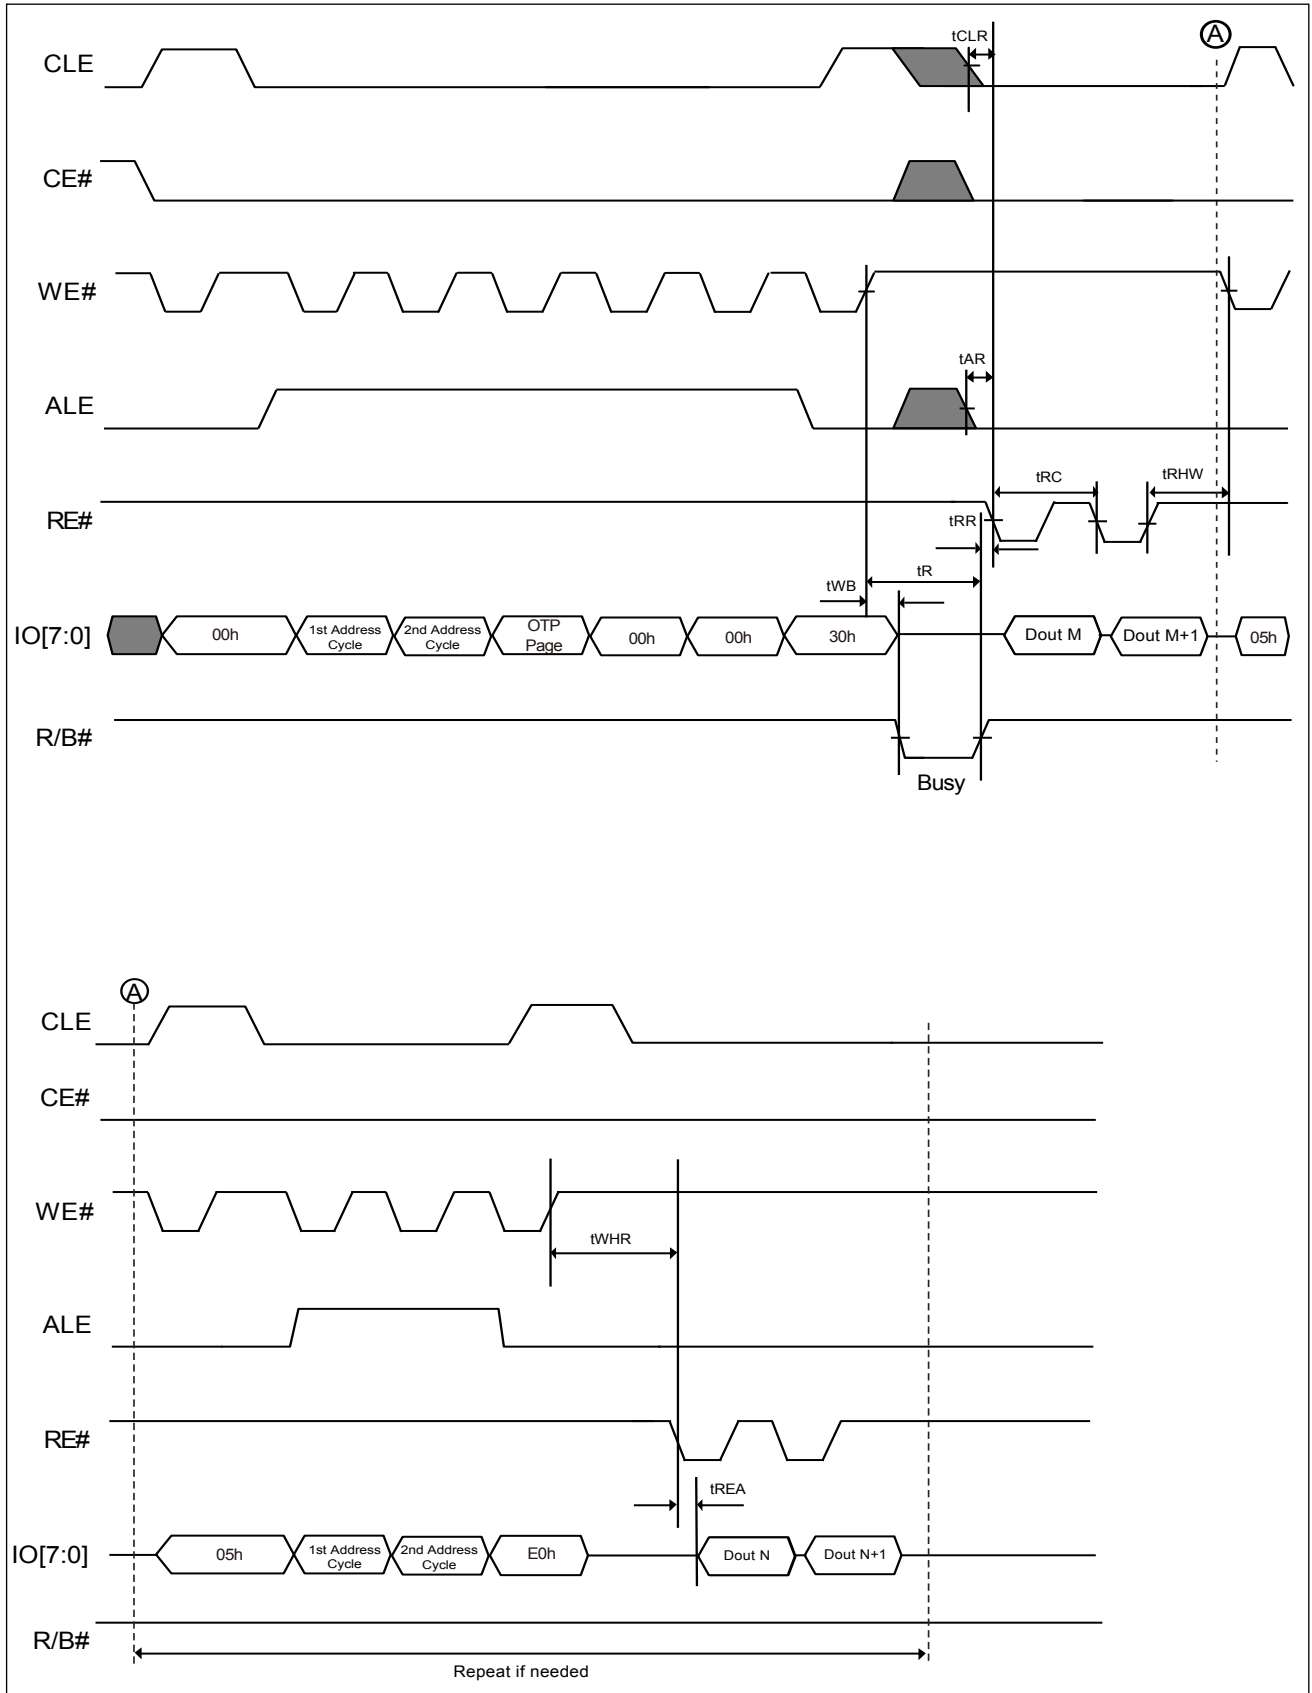 CLE
tCLR
A
CE#
WE#
ALE
tAR
RE#
tRC
tRHW
tRR
tR
tWB
IO[7:0]
00h
1st Address
Cycle
2nd Address
Cycle
OTP
Page
00h
00h
30h
Dout M
Dout M+1
05h
R/B#
Busy
A
CLE
CE#
WE#
tWHR
ALE
RE#
tREA
IO[7:0]
05h
1st Address
Cycle
2nd Address
Cycle
E0h
Dout N
Dout N+1
R/B#
Repeat if needed